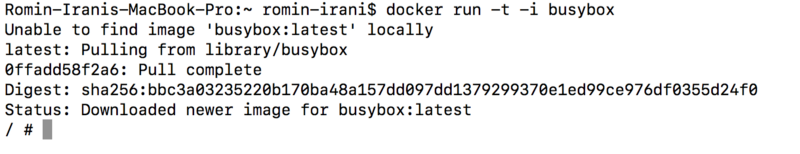 Romin-Iranis-MacBook-Pro:~ romin-irani$ docker run -t -i busybox
Unable to find image 'busybox:latest' locally
latest: Pulling from library/busybox
0ffadd58f2a6: Pull complete
Digest: sha256:bbc3a03235220b170ba48a157dd097dd1379299370e1ed99ce976df0355d24f0
Status: Downloaded newer image for busybox:latest
/ #